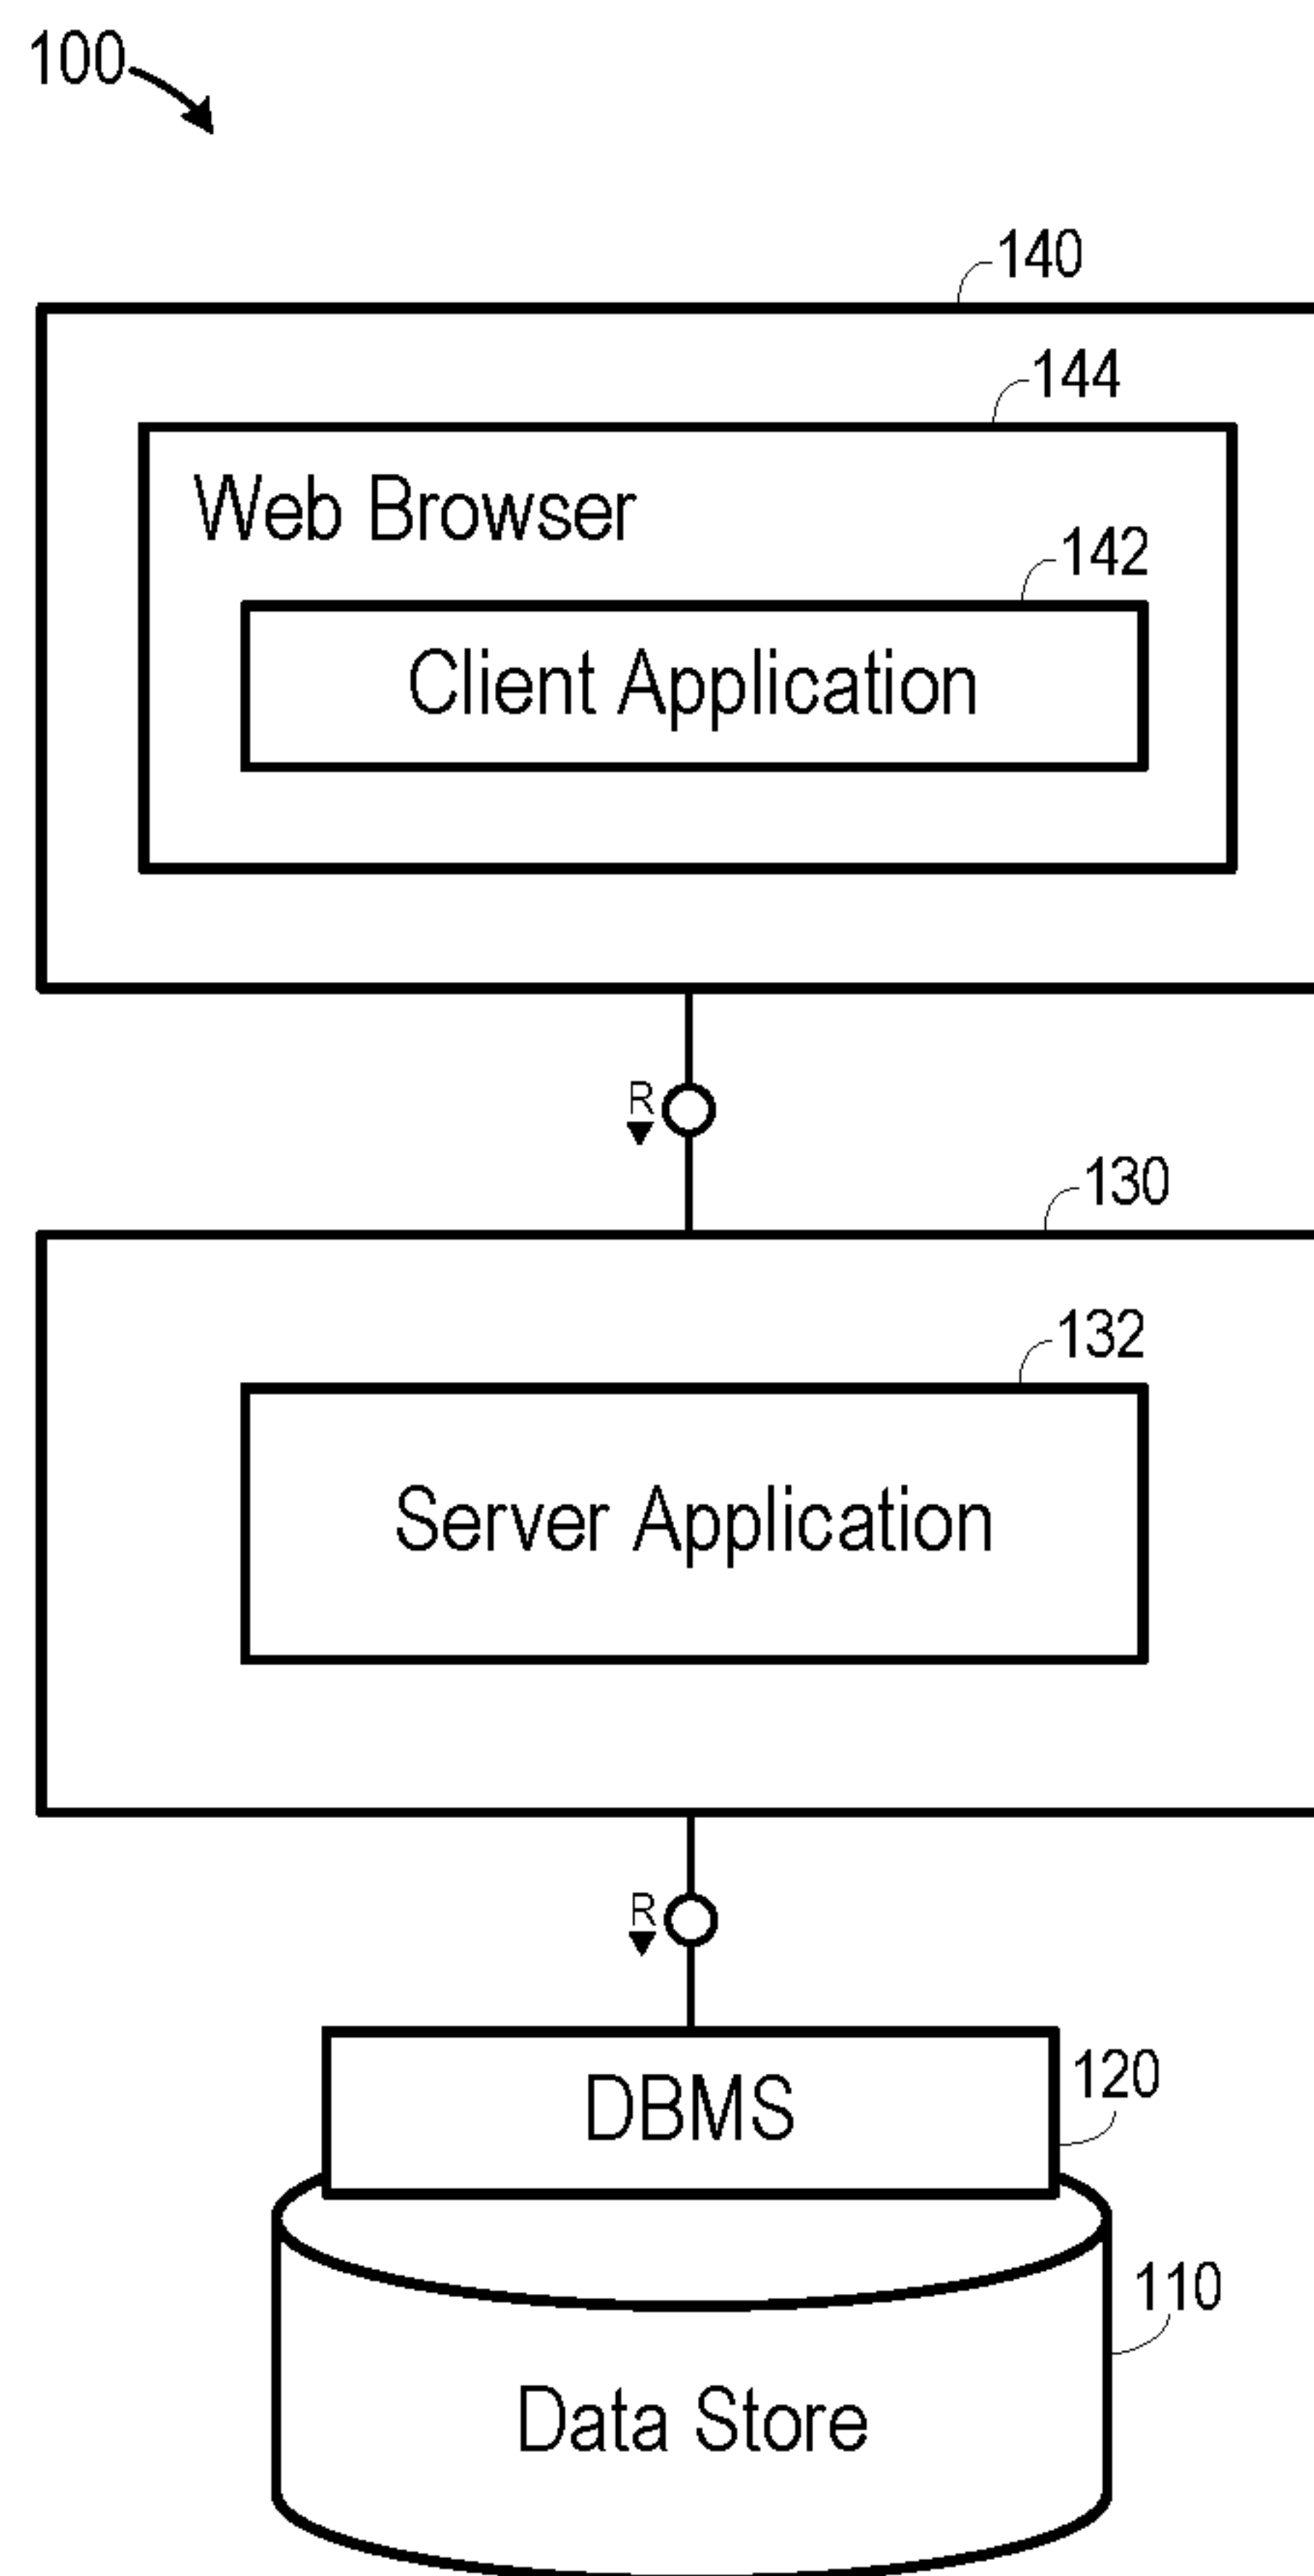 100
140
144
Web Browser
142
Client Application
R
130
132
Server Application
R
DBMS
120
110
Data Store